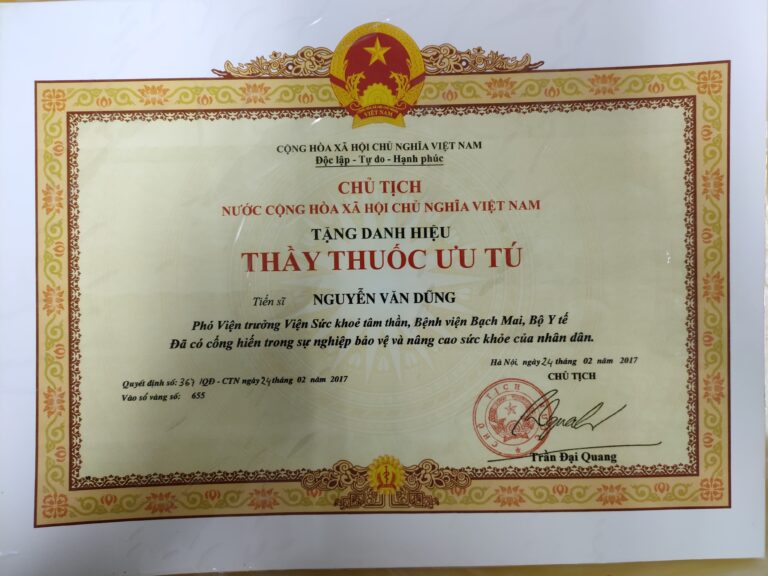 VIỆT NAM
CỘNG HÒA XÃ HỘI CHỦ NGHĨA VIỆT NAM
Độc lập - Tự do - Hạnh phúc
CHỦ TỊCH
NƯỚC CỘNG HÒA XÃ HỘI CHỦ NGHĨA VIỆT NAM
TẶNG DANH HIỆU
THẦY THUỐC ƯU TÚ
Tiến sĩ NGUYỄN VĂN DŨNG
Phó Viện trưởng Viện Sức khoẻ tâm thần, Bệnh viện Bạch Mai, Bộ Y tế
Đã có cống hiến trong sự nghiệp bảo vệ và nâng cao sức khỏe của nhân dân.
Hà Nội, ngày 24 tháng 02 năm 2017
CHỦ TỊCH
Quyết định số: 367 /QĐ - CTN ngày 24 tháng 02 năm 2017
Vào sổ vàng số: 655
CHỦ TỊCH
Trần Đại Quang